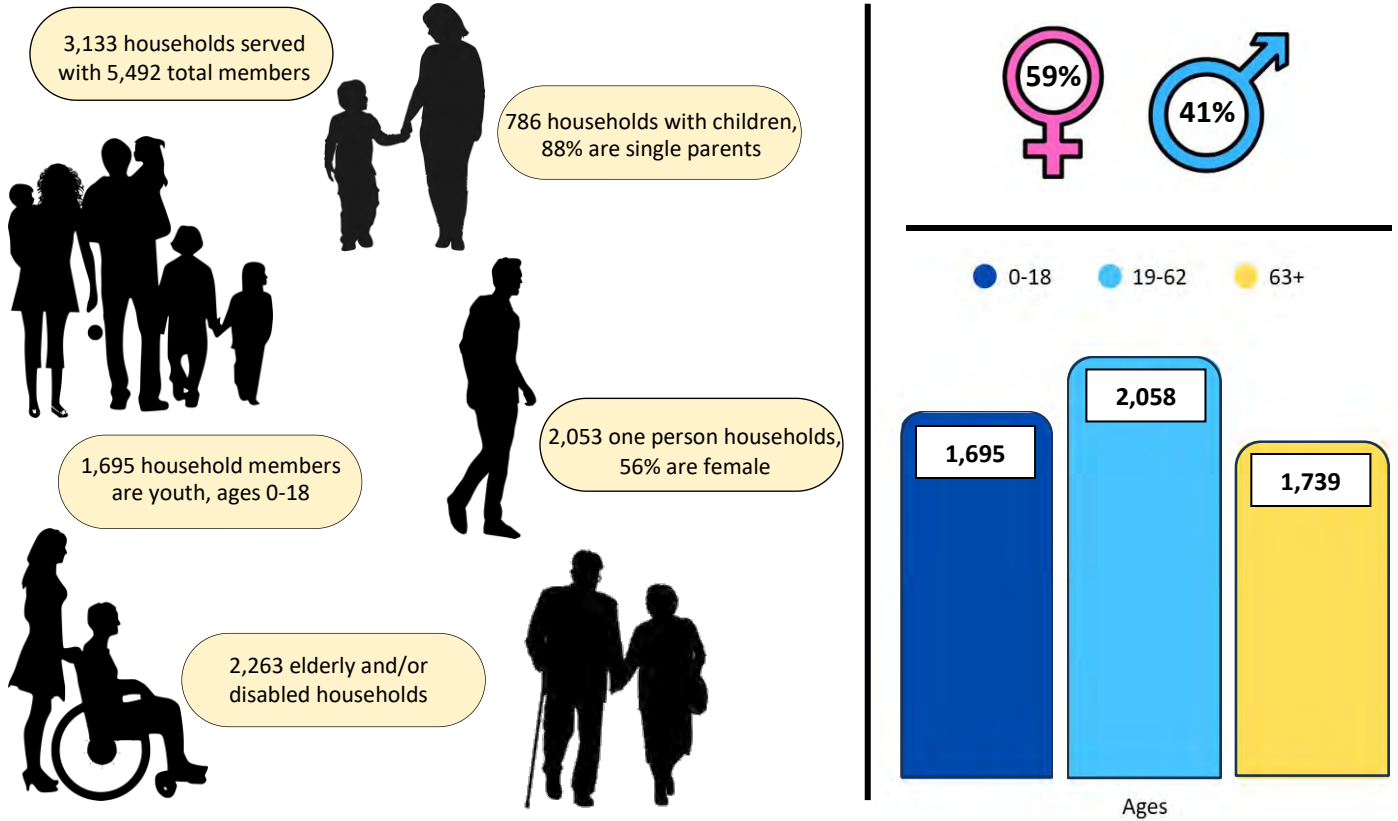 3,133 households served
with 5,492 total members
786 households with children,
88% are single parents
1,695 household members
are youth, ages 0-18
2,053 one person households,
56% are female
2,263 elderly and/or
disabled households
59%
41%
0-18
19-62
63+
1,695
2,058
1,739
Ages